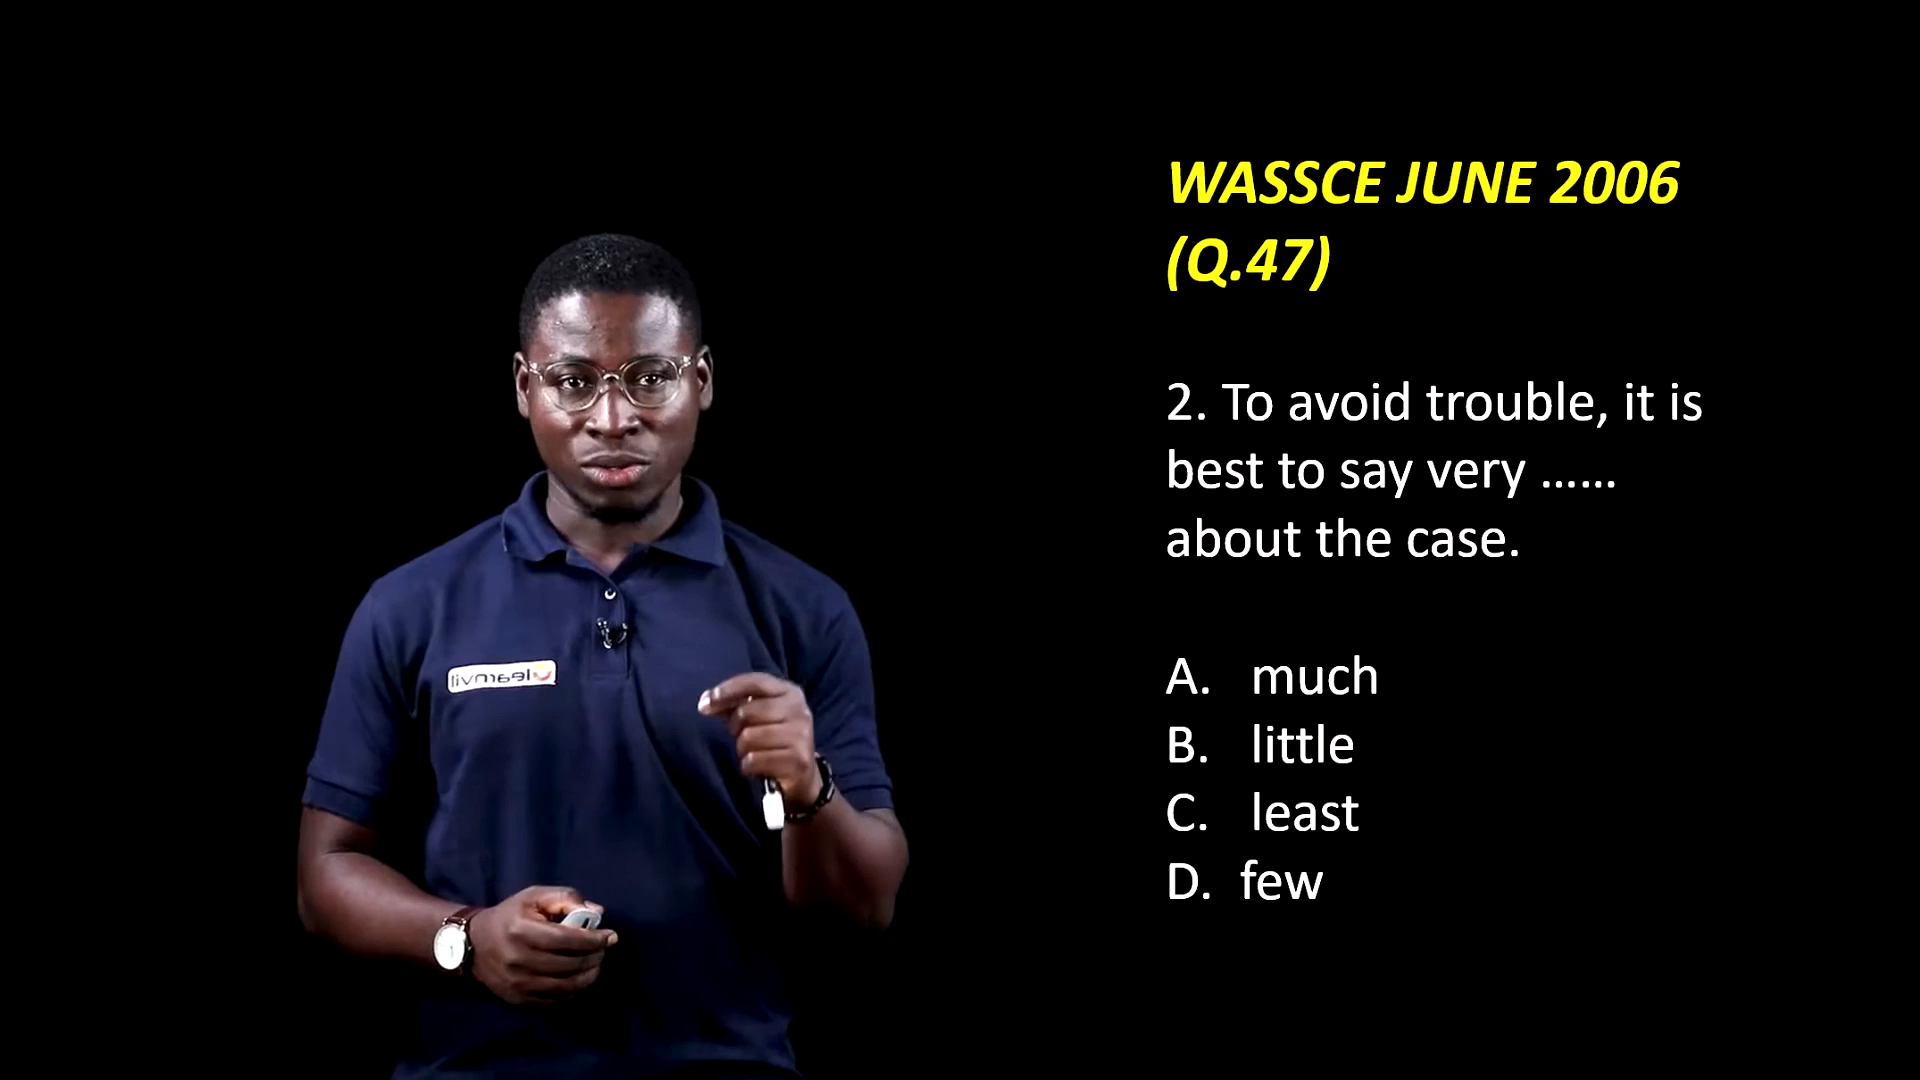 WASSCE JUNE 2006
(Q.47)
2. To avoid trouble, it is
best to say very ......
about the case.
A. much
B. little
C. least
D. few
learnvil